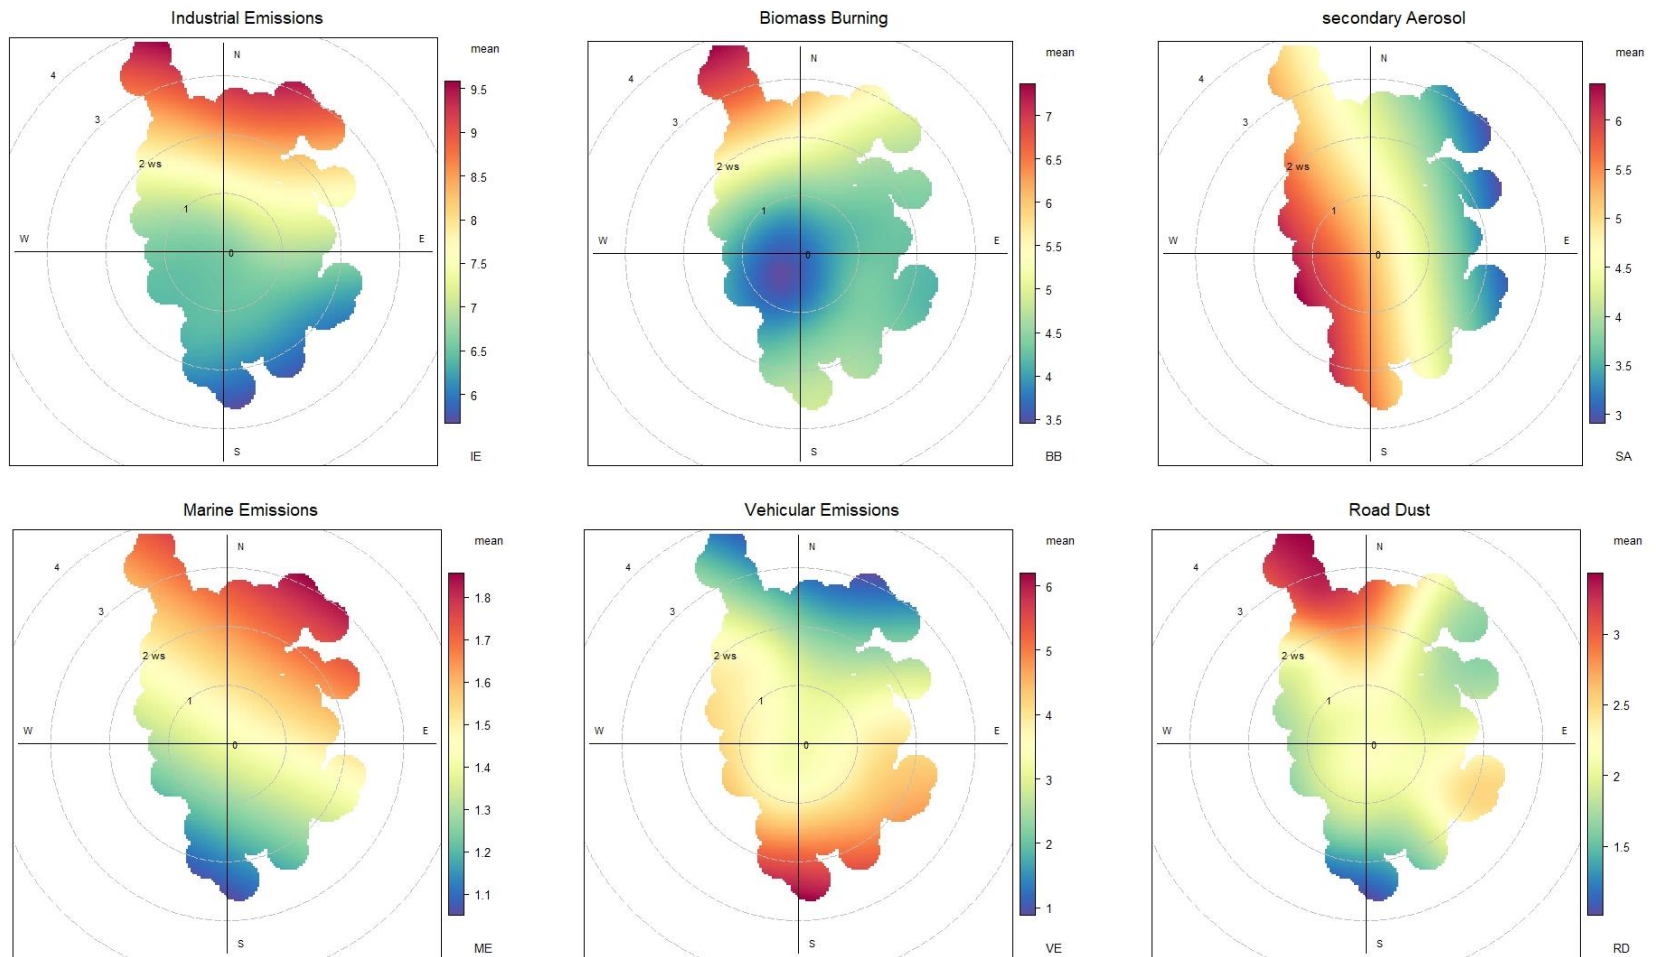 Industrial Emissions
mean
N
4
3
2 ws
1
W
E
0
S
9.5
9
8.5
8
7.5
7
6.5
6
IE
Biomass Burning
mean
N
4
3
2 ws
1
W
E
0
S
7
6.5
6
5.5
5
4.5
4
3.5
BB
secondary Aerosol
mean
N
4
3
2 ws
1
W
E
0
S
6
5.5
5
4.5
4
3.5
3
SA
Marine Emissions
mean
N
4
3
2 ws
1
W
E
0
S
1.8
1.7
1.6
1.5
1.4
1.3
1.2
1.1
ME
Vehicular Emissions
mean
N
4
3
2 ws
1
W
E
0
S
6
5
4
3
2
1
VE
Road Dust
mean
N
4
3
2 ws
1
W
E
0
S
3
2.5
2
1.5
RD